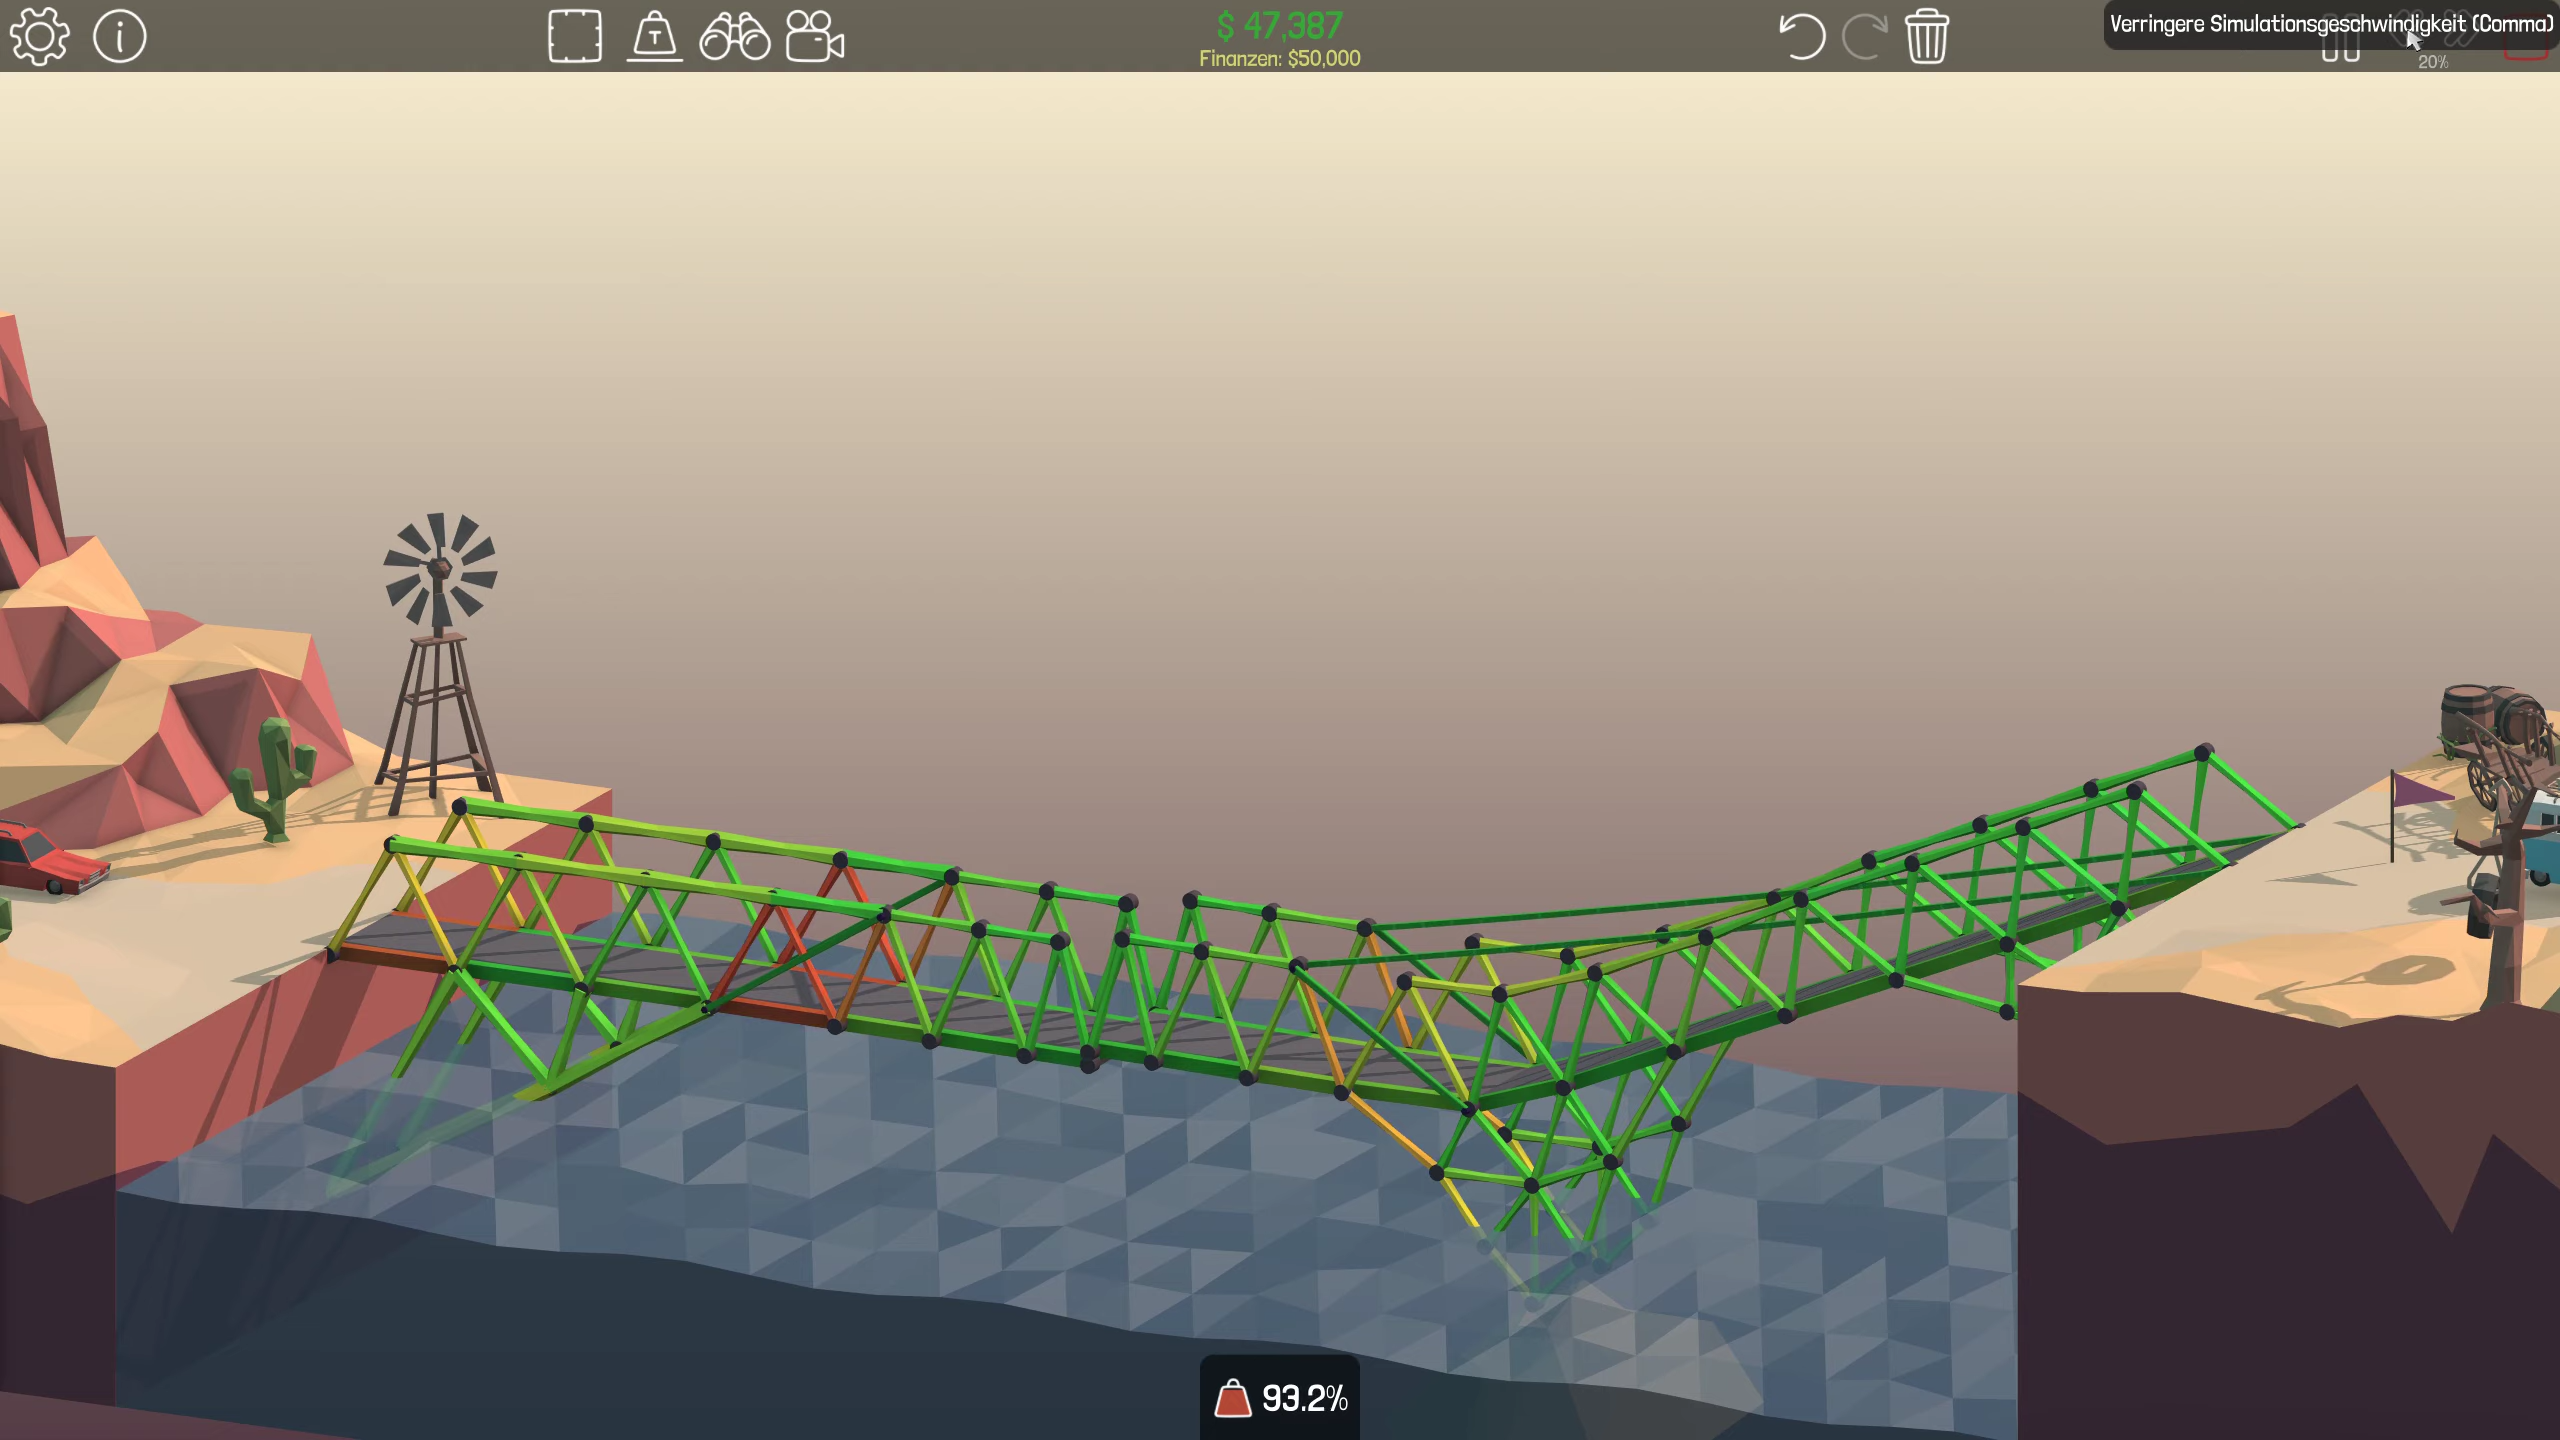 $ 47,387
Finanzen: $50,000
Verringere Simulationsgeschwindigkeit (Comma)
20%
T
93.2%